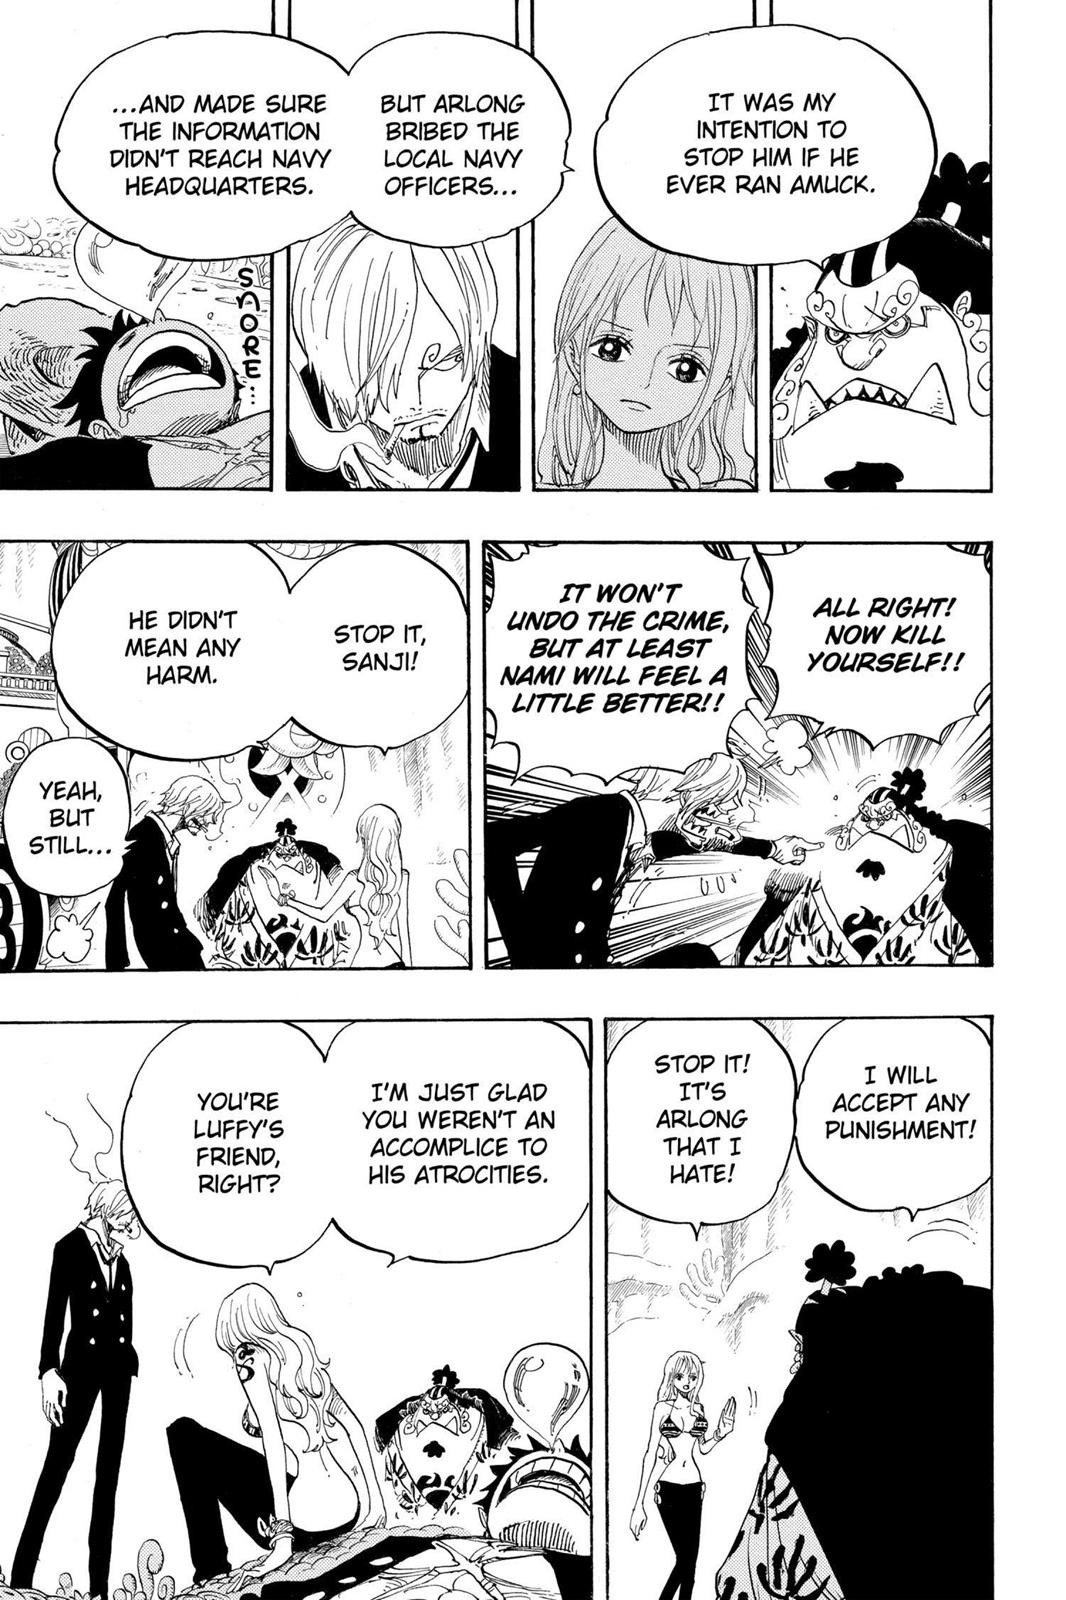 IT WAS MY
INTENTION TO
STOP HIM IF HE
EVER RAN AMUCK.
BUT ARLONG
BRIBED THE
LOCAL NAVY
OFFICERS...
...AND MADE SURE
THE INFORMATION
DIDN'T REACH NAVY
HEADQUARTERS.
SNORE...
ALL RIGHT!
NOW KILL
YOURSELF!!
IT WON'T
UNDO THE CRIME,
BUT AT LEAST
NAMI WILL FEEL A
LITTLE BETTER!!
STOP IT,
SANJI!
HE DIDN'T
MEAN ANY
HARM.
YEAH,
BUT
STILL...
I WILL
ACCEPT ANY
PUNISHMENT!
STOP IT!
IT'S
ARLONG
THAT I
HATE!
I'M JUST GLAD
YOU WEREN'T AN
ACCOMPLICE TO
HIS ATROCITIES.
YOU'RE
LUFFY'S
FRIEND,
RIGHT?